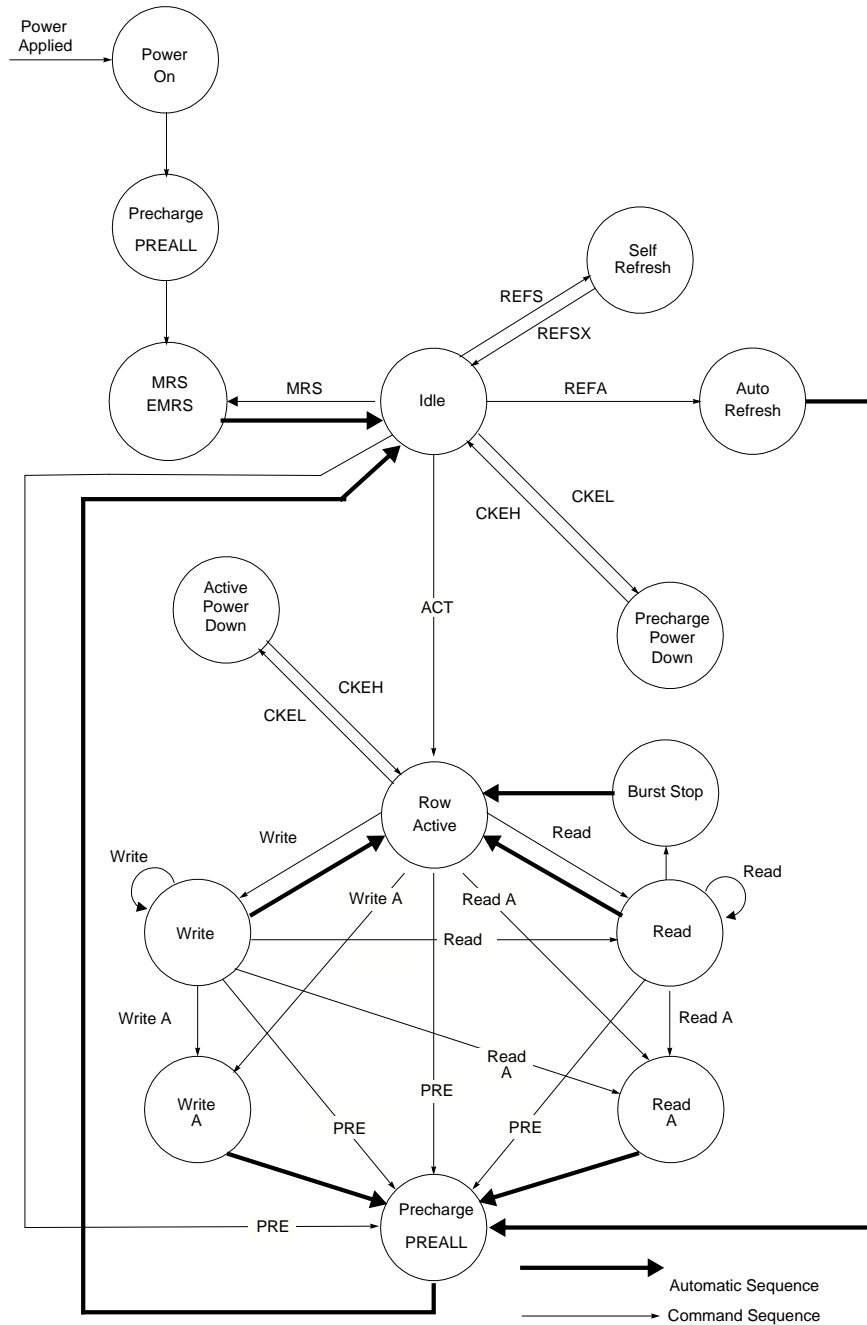 Power
Applied
Power
On
Precharge
PREALL
Self
Refresh
REFS
REFSX
MRS
EMRS
MRS
Idle
REFA
Auto
Refresh
CKEL
CKEH
Active
Power
Down
ACT
Precharge
Power
Down
CKEH
CKEL
Row
Active
Burst Stop
Write
Read
Write
Read
Write A
Read A
Write
Read
Read
Write A
Read A
Read
A
Write
A
PRE
Read
A
PRE
PRE
Precharge
PREALL
PRE
Automatic Sequence
Command Sequence